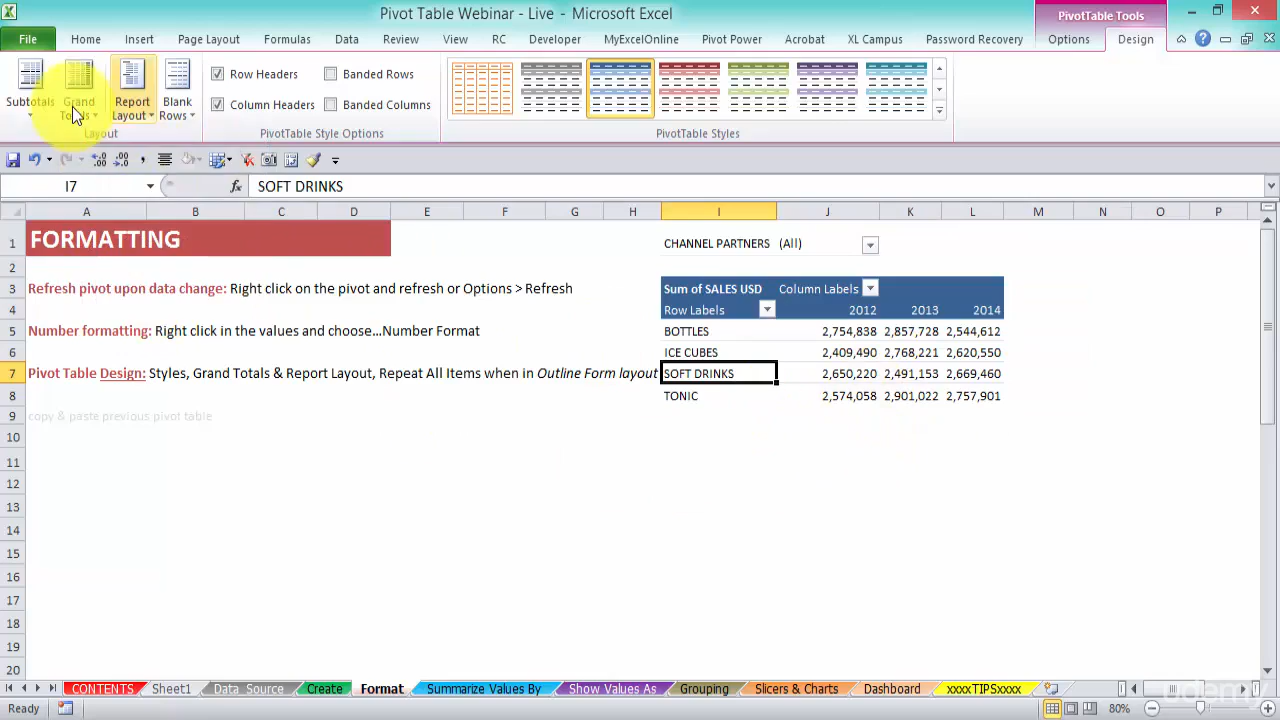 Pivot Table Webinar - Live - Microsoft Excel
PivotTable Tools
File Home Insert Page Layout Formulas Data Review View RC Developer MyExcelOnline Pivot Power Acrobat XL Campus Password Recovery Options Design
Subtotals
Grand
Totals
Report
Layout
Blank
Rows
Layout
Row Headers
Banded Rows
Column Headers
Banded Columns
PivotTable Style Options
PivotTable Styles
I7
fx
SOFT DRINKS
A B C D E F G H I J K L M N O P
1 FORMATTING CHANNEL PARTNERS (All)
2
3 Refresh pivot upon data change: Right click on the pivot and refresh or Options > Refresh Sum of SALES USD Column Labels
4 Row Labels 2012 2013 2014
5 Number formatting: Right click in the values and choose...Number Format BOTTLES 2,754,838 2,857,728 2,544,612
6 ICE CUBES 2,409,490 2,768,221 2,620,550
7 Pivot Table Design: Styles, Grand Totals & Report Layout, Repeat All Items when in Outline Form layout SOFT DRINKS 2,650,220 2,491,153 2,669,460
8 TONIC 2,574,058 2,901,022 2,757,901
9 copy & paste previous pivot table
10
11
12
13
14
15
16
17
18
19
20
CONTENTS Sheet1 Data_Source Create Format Summarize Values By Show Values As Grouping Slicers & Charts Dashboard xxxxTIPSxxxx
Ready
80%
udemy